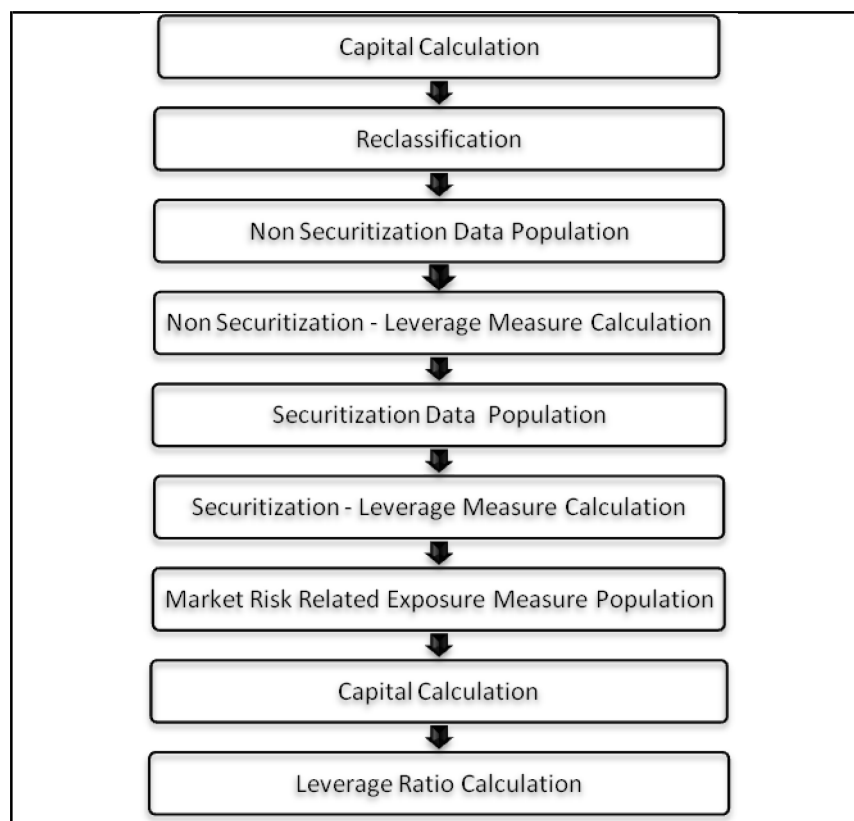 Capital Calculation
Reclassification
Non Securitization Data Population
Non Securitization - Leverage Measure Calculation
Securitization Data Population
Securitization - Leverage Measure Calculation
Market Risk Related Exposure Measure Population
Capital Calculation
Leverage Ratio Calculation